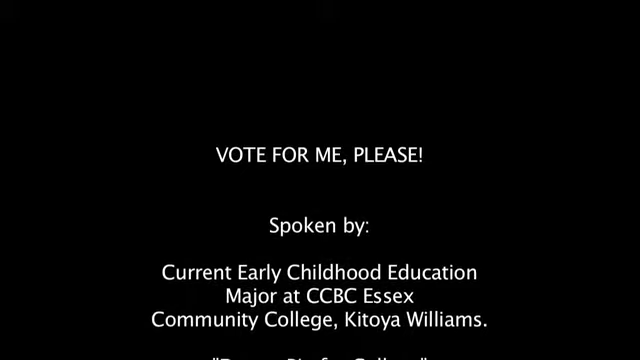 VOTE FOR ME, PLEASE!
Spoken by:
Current Early Childhood Education
Major at CCBC Essex
Community College, Kitoya Williams.